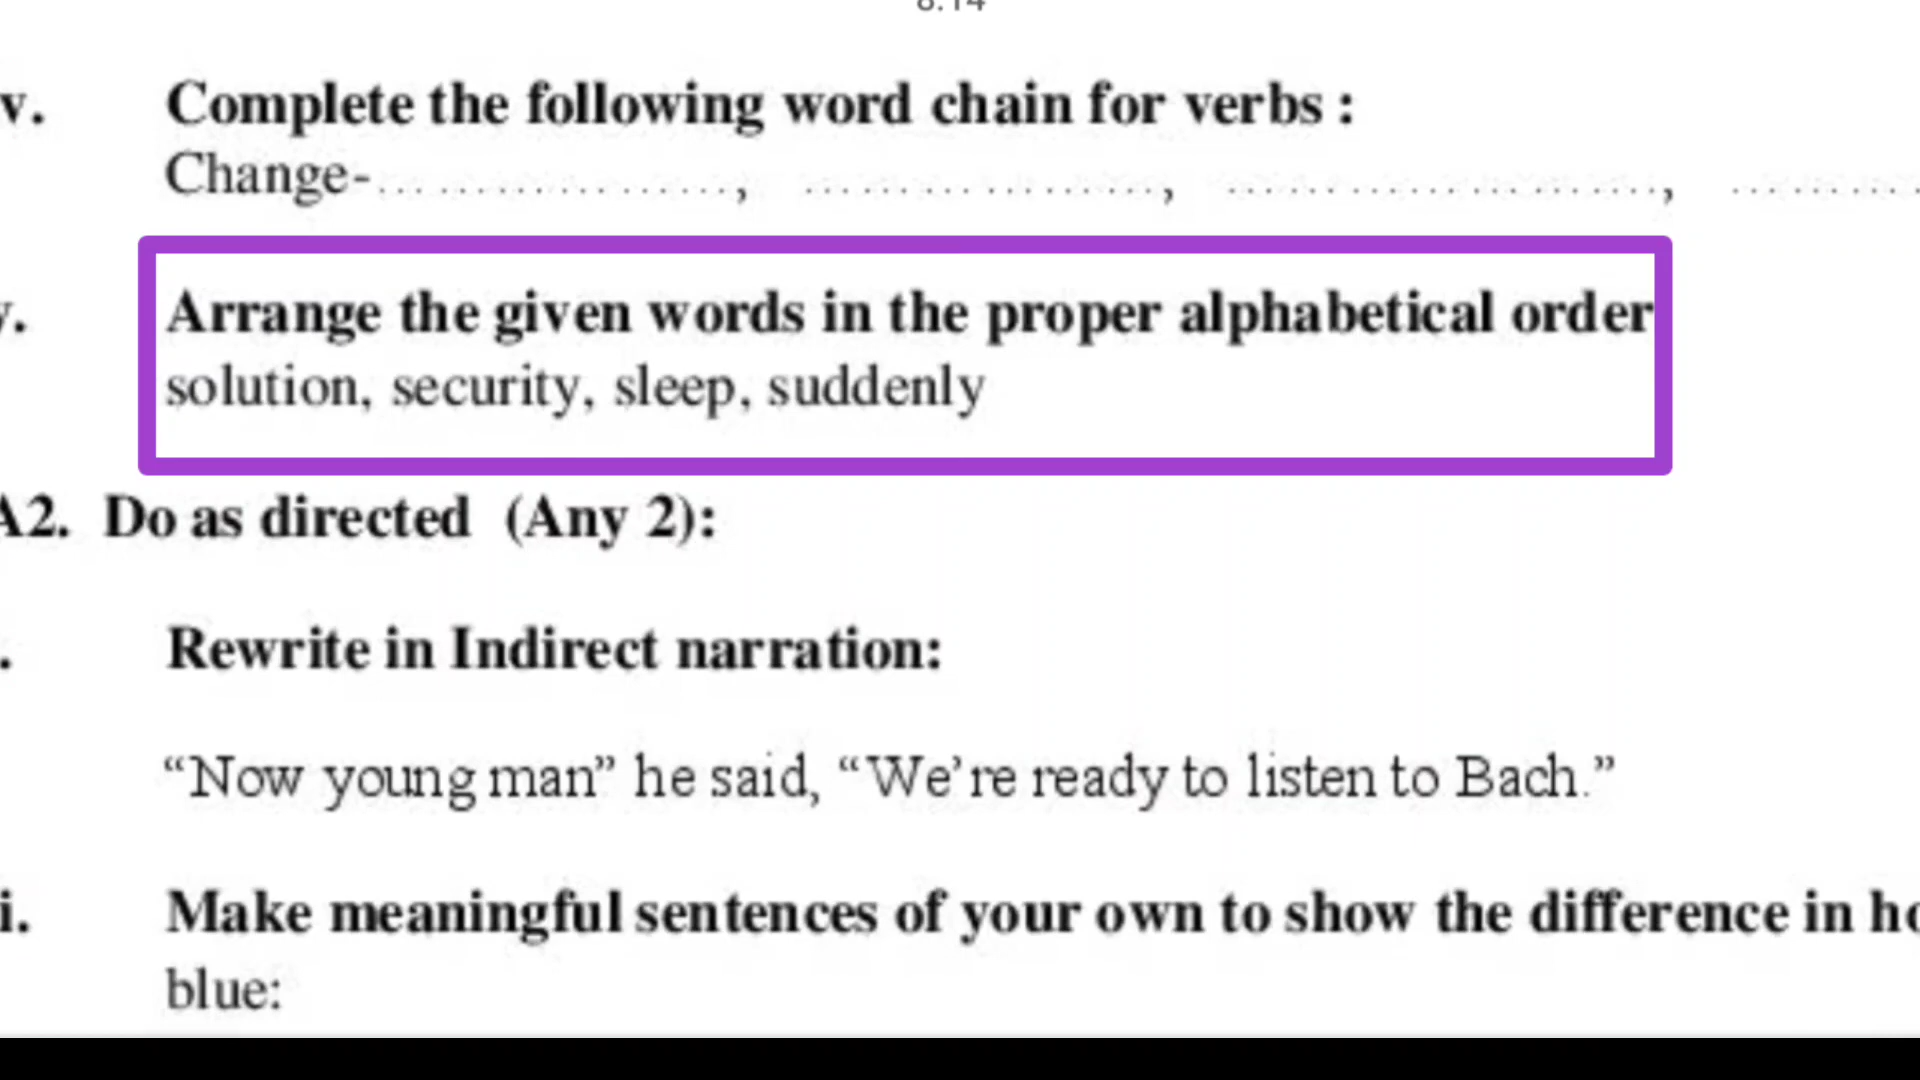 v. Complete the following word chain for verbs :
Change-.................., .................., ......................, ..........
Arrange the given words in the proper alphabetical order
solution, security, sleep, suddenly
A2. Do as directed (Any 2):
Rewrite in Indirect narration:
“Now young man” he said, “We’re ready to listen to Bach.”
i. Make meaningful sentences of your own to show the difference in
blue: